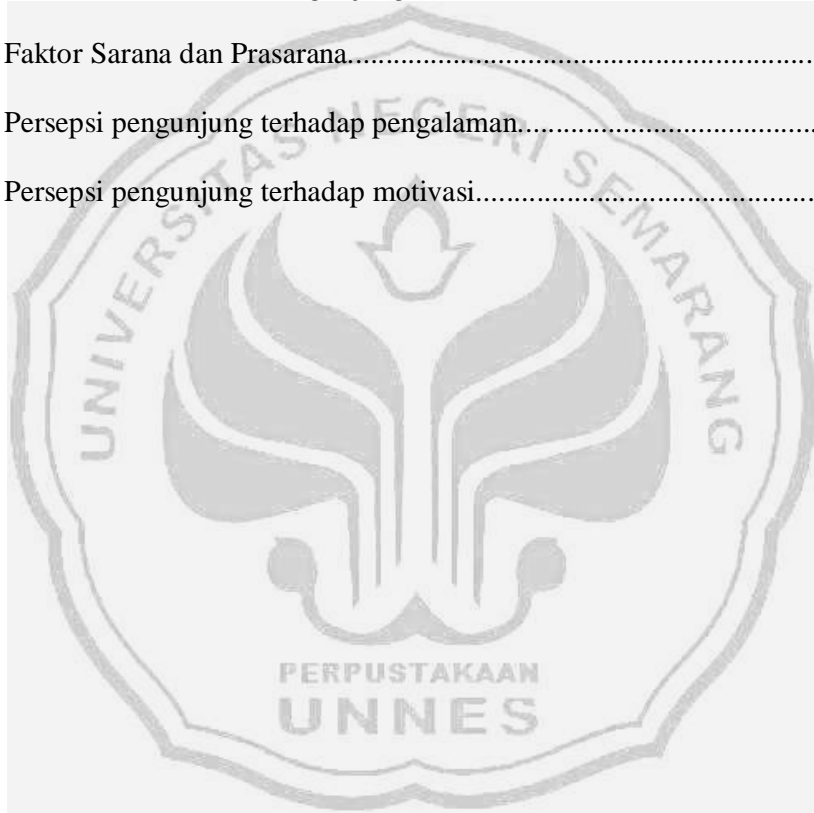 Faktor Sarana dan Prasarana............................................................
Persepsi pengunjung terhadap pengalaman......................................
Persepsi pengunjung terhadap motivasi...........................................
UNIVERSITAS NEGERI SEMARANG
PERPUSTAKAAN
UNNES